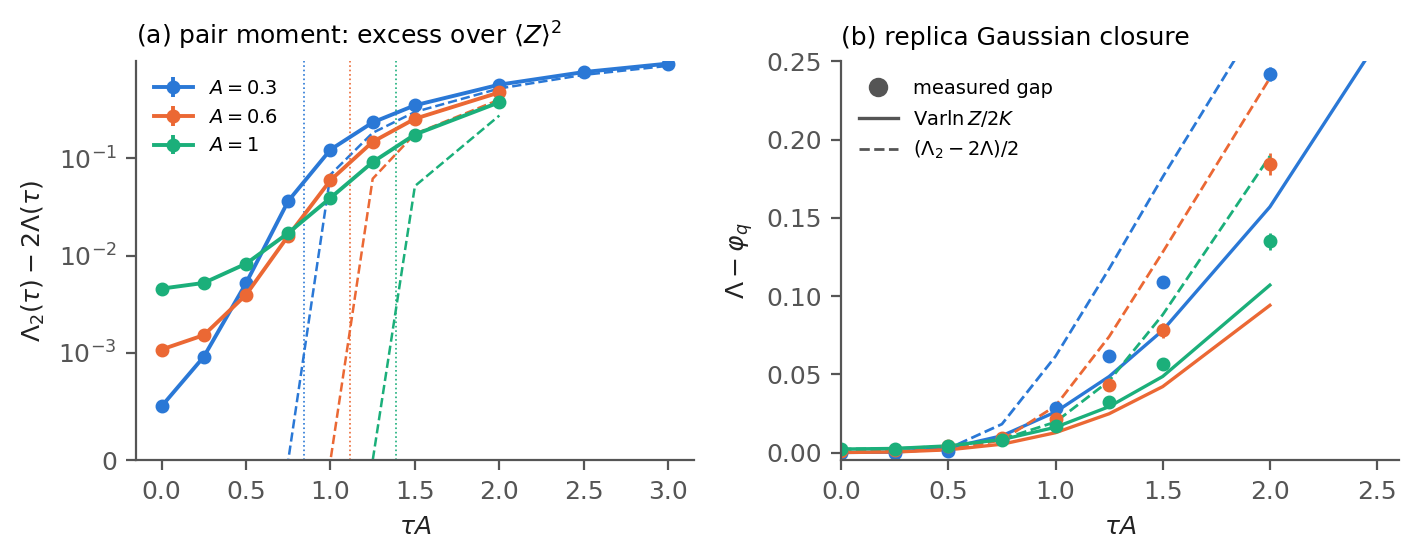 (a) pair moment: excess over ⟨Z⟩²
A = 0.3
A = 0.6
A = 1
10⁻¹
10⁻²
10⁻³
0
Λ₂(τ) − 2Λ(τ)
0.0 0.5 1.0 1.5 2.0 2.5 3.0
τA
(b) replica Gaussian closure
measured gap
Var ln Z/2K
(Λ₂ − 2Λ)/2
0.25
0.20
0.15
0.10
0.05
0.00
Λ − φ_q
0.0 0.5 1.0 1.5 2.0 2.5
τA